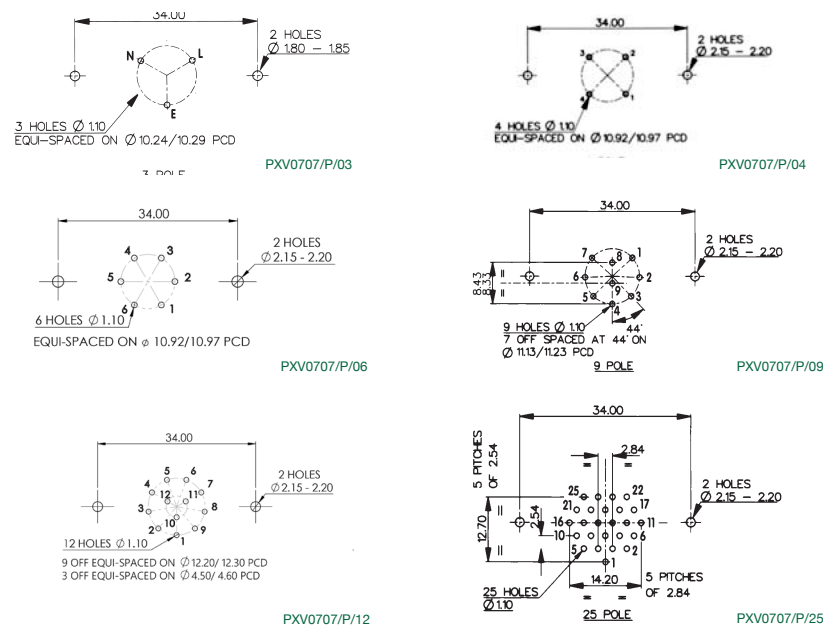 34.00
2 HOLES
Ø 1.80 – 1.85
N
L
E
3 HOLES Ø 1.10
EQUI-SPACED ON Ø 10.24/10.29 PCD
PXV0707/P/03
3 POLE
34.00
2 HOLES
Ø 2.15 – 2.20
3
2
4
1
4 HOLES Ø 1.10
EQUI-SPACED ON Ø 10.92/10.97 PCD
PXV0707/P/04
34.00
2 HOLES
Ø 2.15 - 2.20
4
3
5
2
6
1
6 HOLES Ø 1.10
EQUI-SPACED ON ø 10.92/10.97 PCD
PXV0707/P/06
34.00
2 HOLES
Ø 2.15 – 2.20
8.43
8.33
=
=
7
8
1
6
2
9
5
3
4
44'
9 HOLES Ø 1.10
7 OFF SPACED AT 44' ON
Ø 11.13/11.23 PCD
9 POLE
PXV0707/P/09
34.00
2 HOLES
Ø 2.15 - 2.20
5
6
4
7
12
11
3
8
10
2
9
1
12 HOLES Ø 1.10
9 OFF EQUI-SPACED ON Ø 12.20/ 12.30 PCD
3 OFF EQUI-SPACED ON Ø 4.50/ 4.60 PCD
PXV0707/P/12
34.00
5 PITCHES
OF 2.54
2.84
=
=
2 HOLES
Ø 2.15 – 2.20
25
22
21
17
16
11
12.70
=
=
2.54
10
6
5
2
1
14.20
5 PITCHES
OF 2.84
25 HOLES
Ø 1.10
=
=
25 POLE
PXV0707/P/25